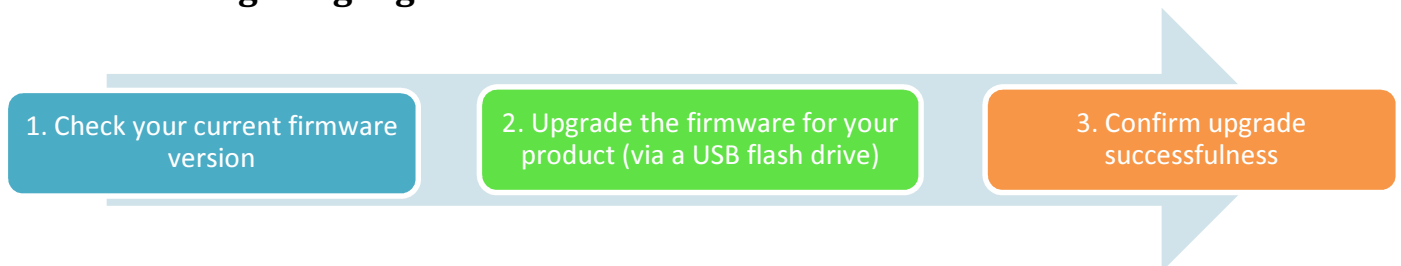 1. Check your current firmware
version
2. Upgrade the firmware for your
product (via a USB flash drive)
3. Confirm upgrade
successfulness